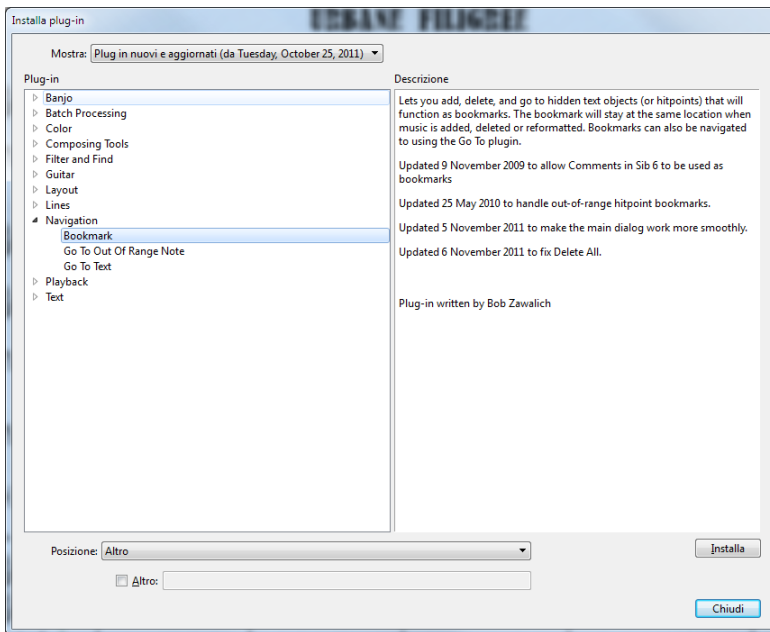 URBANE FILIGREE
Installa plug-in
Mostra: Plug in nuovi e aggiornati (da Tuesday, October 25, 2011)
Plug-in
Banjo
Batch Processing
Color
Composing Tools
Filter and Find
Guitar
Layout
Lines
Navigation
Bookmark
Go To Out Of Range Note
Go To Text
Playback
Text
Descrizione
Lets you add, delete, and go to hidden text objects (or hitpoints) that will
function as bookmarks. The bookmark will stay at the same location when
music is added, deleted or reformatted. Bookmarks can also be navigated
to using the Go To plugin.
Updated 9 November 2009 to allow Comments in Sib 6 to be used as
bookmarks
Updated 25 May 2010 to handle out-of-range hitpoint bookmarks.
Updated 5 November 2011 to make the main dialog work more smoothly.
Updated 6 November 2011 to fix Delete All.
Plug-in written by Bob Zawalich
Posizione: Altro
Installa
Altro:
Chiudi